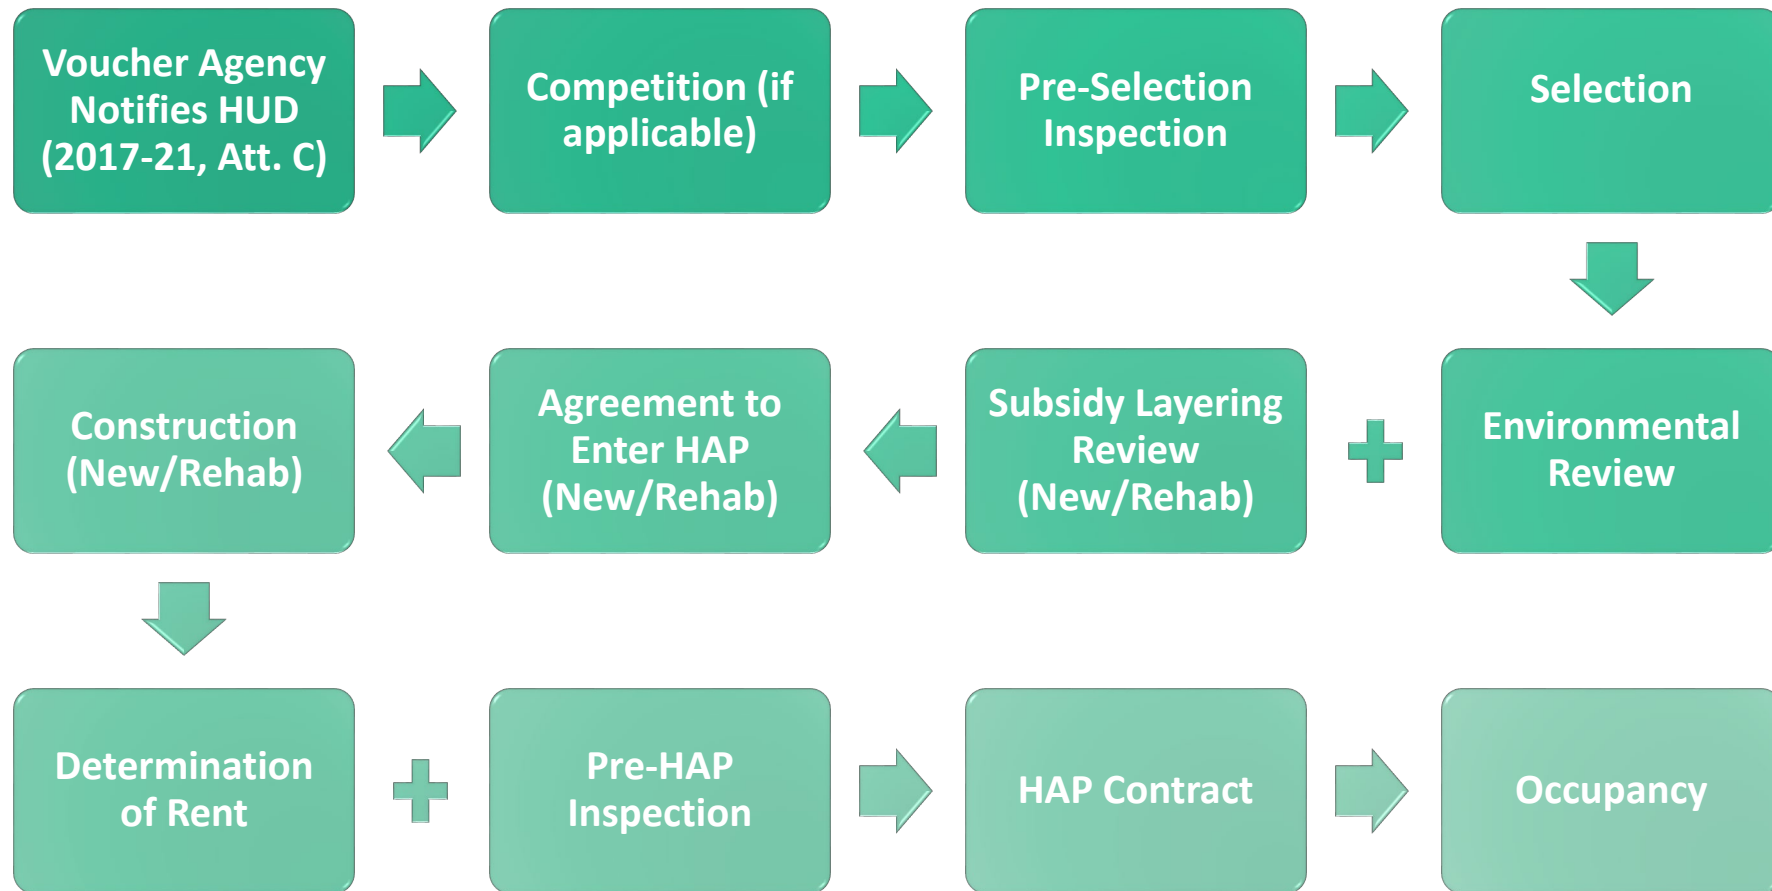 Voucher Agency
Notifies HUD
(2017-21, Att. C)
Competition (if
applicable)
Pre-Selection
Inspection
Selection
Environmental
Review
Subsidy Layering
Review
(New/Rehab)
Agreement to
Enter HAP
(New/Rehab)
Construction
(New/Rehab)
Determination
of Rent
Pre-HAP
Inspection
HAP Contract
Occupancy